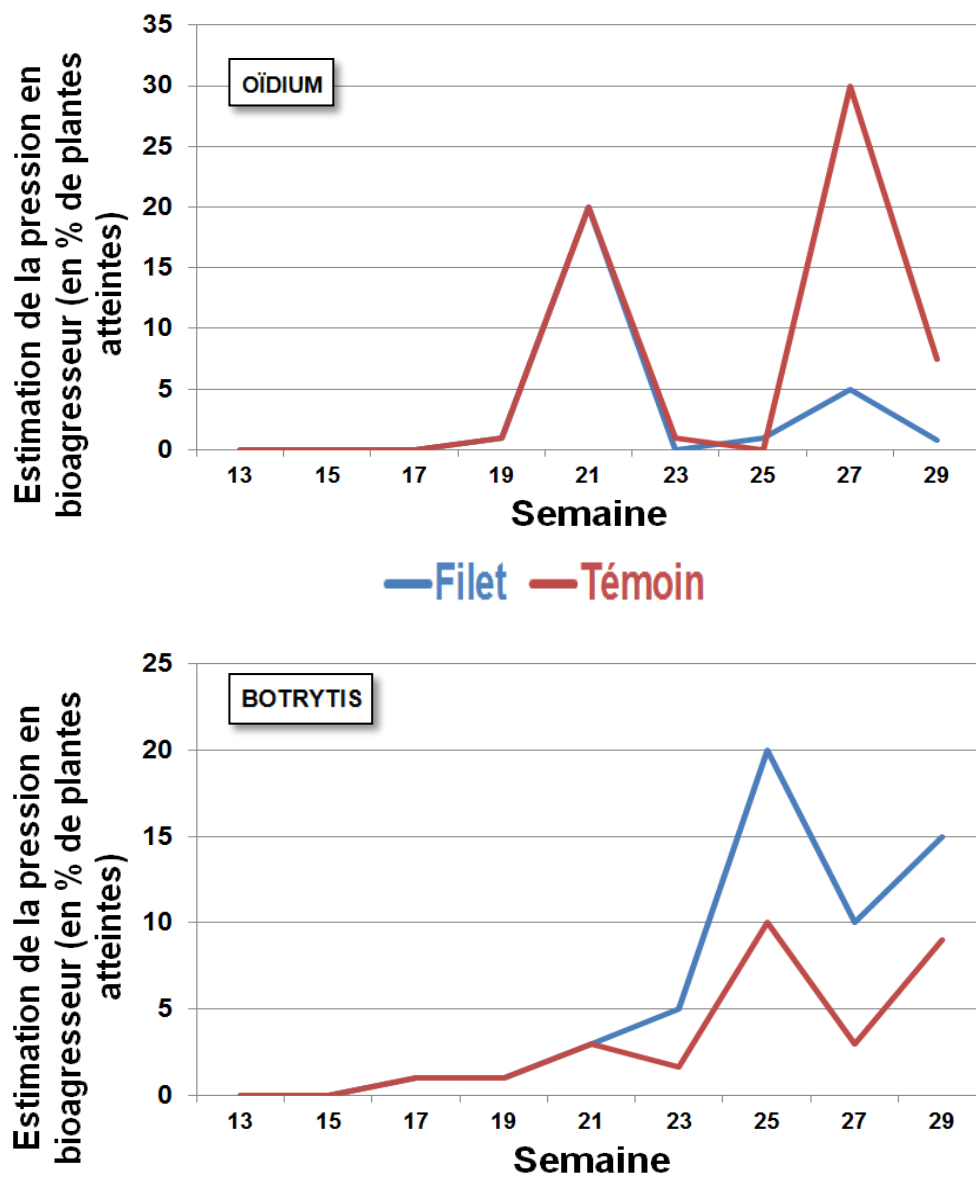 Estimation de la pression en
bioagresseur (en % de plantes
atteintes)
35
30
25
20
15
10
5
0
OÏDIUM
13 15 17 19 21 23 25 27 29
Semaine
Filet Témoin
Estimation de la pression en
bioagresseur (en % de plantes
atteintes)
25
20
15
10
5
0
BOTRYTIS
13 15 17 19 21 23 25 27 29
Semaine